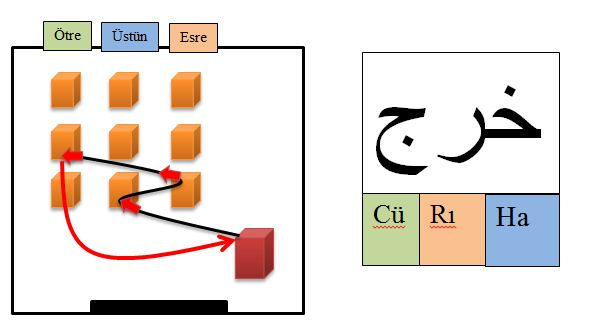 Ötre Üstün Esre
خرج
Cü Rı Ha